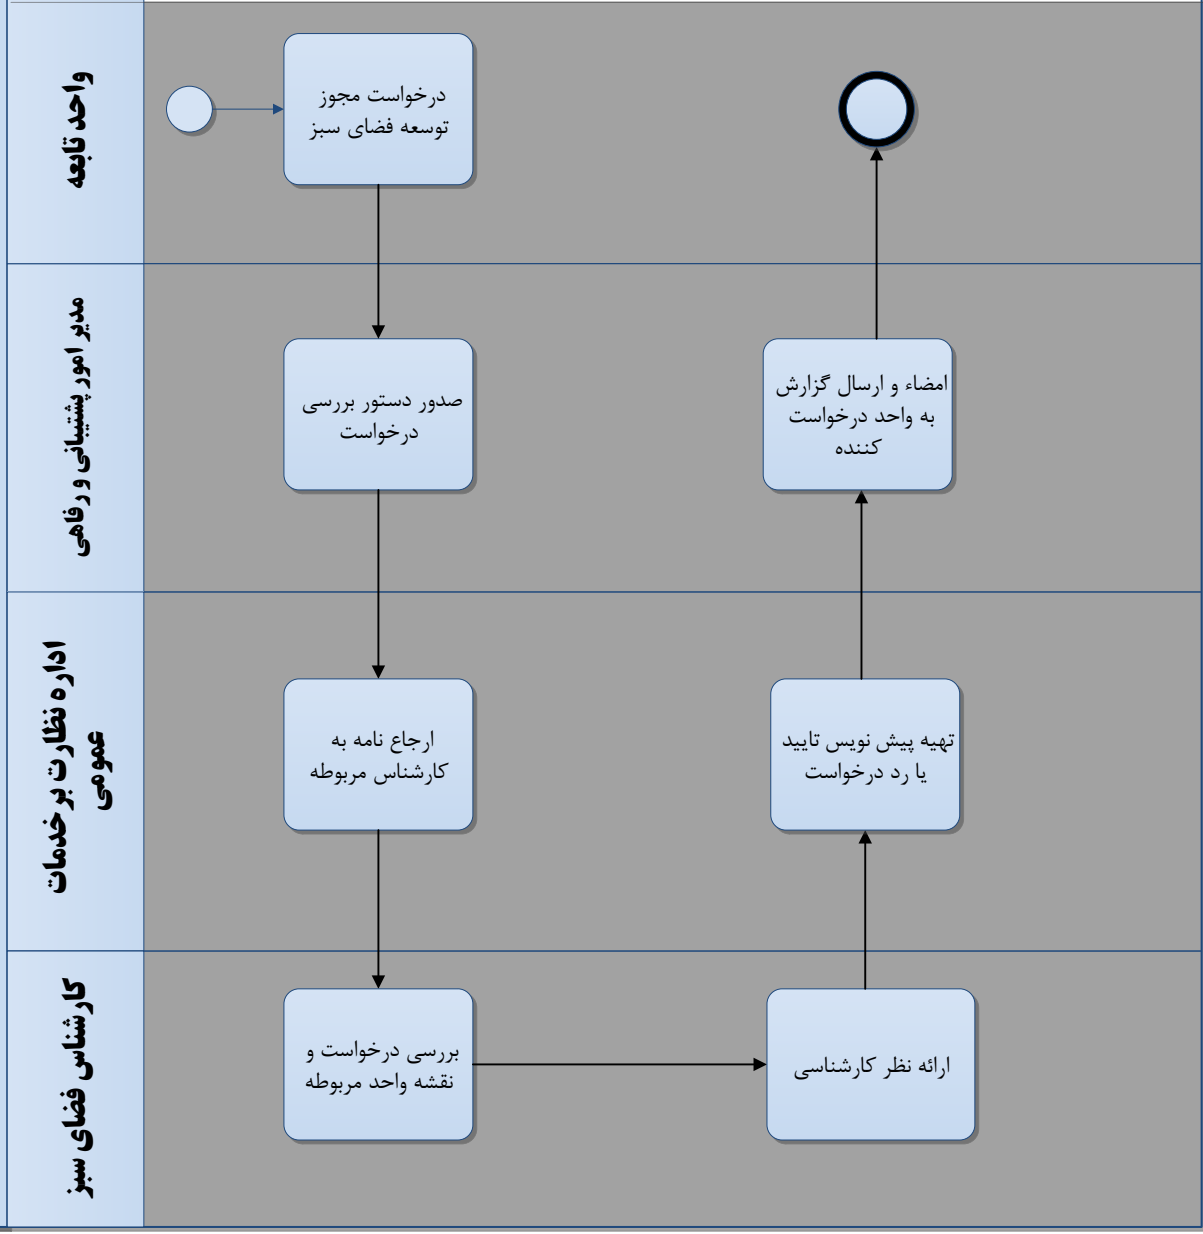 واحد تابعه
درخواست مجوز
توسعه فضای سبز
مدیر امور پشتیبانی و رفاهی
صدور دستور بررسی
درخواست
امضاء و ارسال گزارش
به واحد درخواست
کننده
اداره نظارت بر خدمات
عمومی
ارجاع نامه به
کارشناس مربوطه
تهیه پیش نویس تایید
یا رد درخواست
کارشناس فضای سبز
بررسی درخواست و
نقشه واحد مربوطه
ارائه نظر کارشناسی